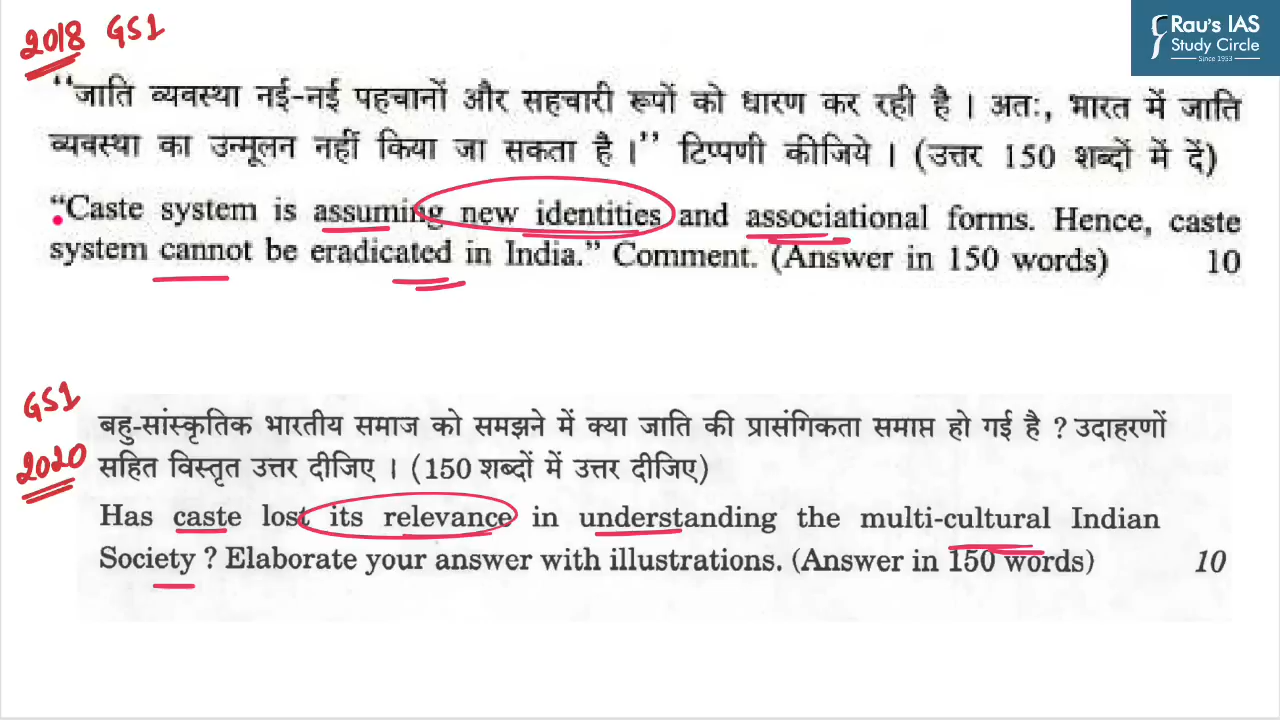 2018 GS1
Rau's IAS
Study Circle
Since 1953
“जाति व्यवस्था नई-नई पहचानों और सहचारी रूपों को धारण कर रही है । अतः, भारत में जाति
व्यवस्था का उन्मूलन नहीं किया जा सकता है ।” टिप्पणी कीजिये । (उत्तर 150 शब्दों में दें)
“Caste system is assuming new identities and associational forms. Hence, caste
system cannot be eradicated in India.” Comment. (Answer in 150 words) 10
GS1
2020
बहु-सांस्कृतिक भारतीय समाज को समझने में क्या जाति की प्रासंगिकता समाप्त हो गई है ? उदाहरणों
सहित विस्तृत उत्तर दीजिए । (150 शब्दों में उत्तर दीजिए)
Has caste lost its relevance in understanding the multi-cultural Indian
Society ? Elaborate your answer with illustrations. (Answer in 150 words) 10